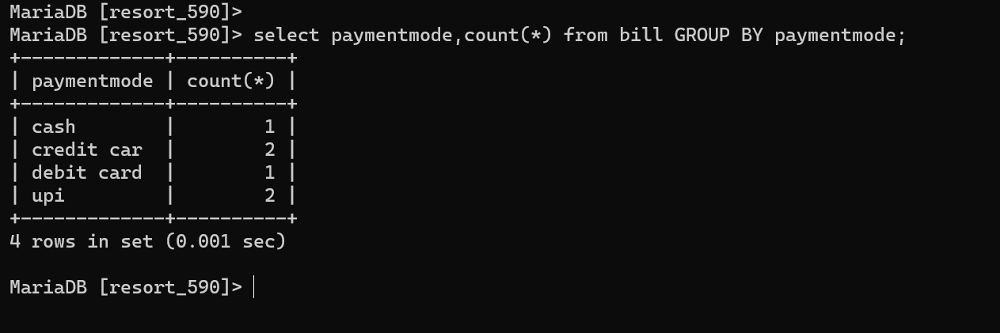 MariaDB [resort_590]>
MariaDB [resort_590]> select paymentmode,count(*) from bill GROUP BY paymentmode;
+-------------+----------+
| paymentmode | count(*) |
+-------------+----------+
| cash        |        1 |
| credit car  |        2 |
| debit card  |        1 |
| upi         |        2 |
+-------------+----------+
4 rows in set (0.001 sec)

MariaDB [resort_590]>